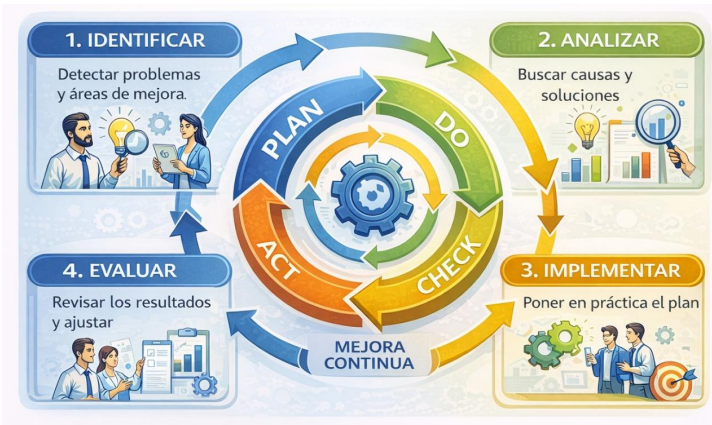 1. IDENTIFICAR
Detectar problemas
y áreas de mejora.
2. ANALIZAR
Buscar causas y
soluciones
PLAN
DO
CHECK
ACT
4. EVALUAR
Revisar los resultados
y ajustar
3. IMPLEMENTAR
Poner en práctica el plan
MEJORA
CONTINUA